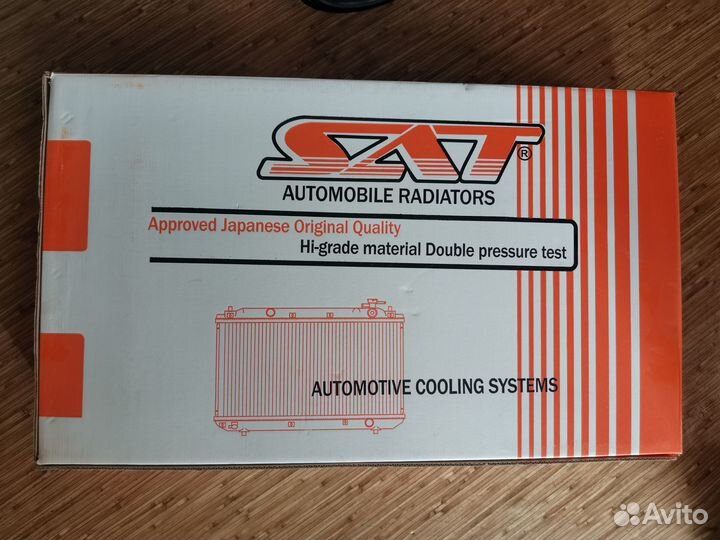 SAT®
AUTOMOBILE RADIATORS
Approved Japanese Original Quality
Hi-grade material Double pressure test
AUTOMOTIVE COOLING SYSTEMS
Avito